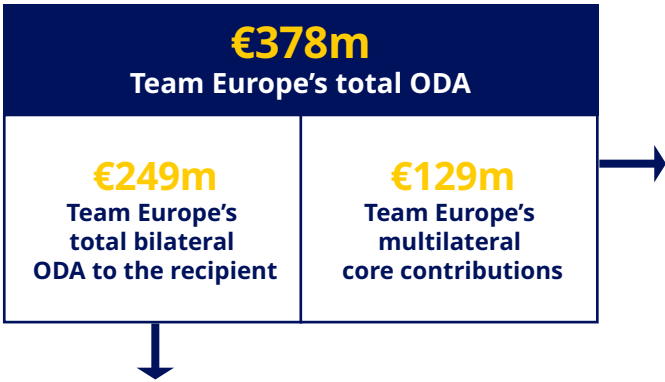 €378m
Team Europe’s total ODA
€249m
Team Europe’s
total bilateral
ODA to the recipient
€129m
Team Europe’s
multilateral
core contributions